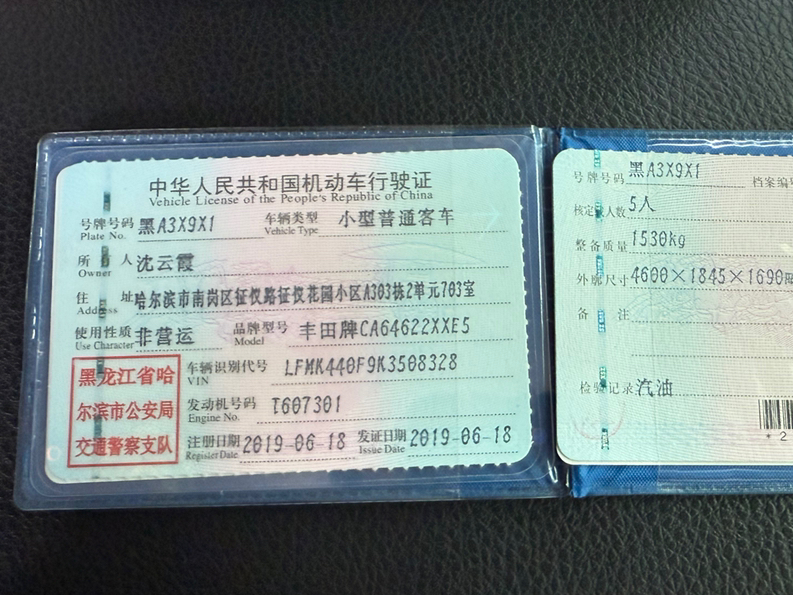 中华人民共和国机动车行驶证
Vehicle License of the People's Republic of China
号牌号码 黑A3X9X1 车辆类型 小型普通客车
Plate No. Vehicle Type
所 有 人 沈云霞
Owner
住 址 哈尔滨市南岗区征仪路征仪花园小区A303栋2单元703室
Address
使用性质 非营运 品牌型号 丰田牌CA64622XXE5
Use Character Model
车辆识别代号 LFMK440F9K3508328
VIN
发动机号码 T607301
Engine No.
注册日期 2019-06-18 发证日期 2019-06-18
Register Date Issue Date
黑龙江省哈
尔滨市公安局
交通警察支队
号牌号码 黑A3X9X1 档案编号
核定载人数 5人
整备质量 1530kg
外廓尺寸 4600×1845×1690
备 注
检验记录 汽油
* 2